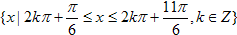 {x | 2kπ + π/6 ≤ x ≤ 2kπ + 11π/6, k ∈ Z}